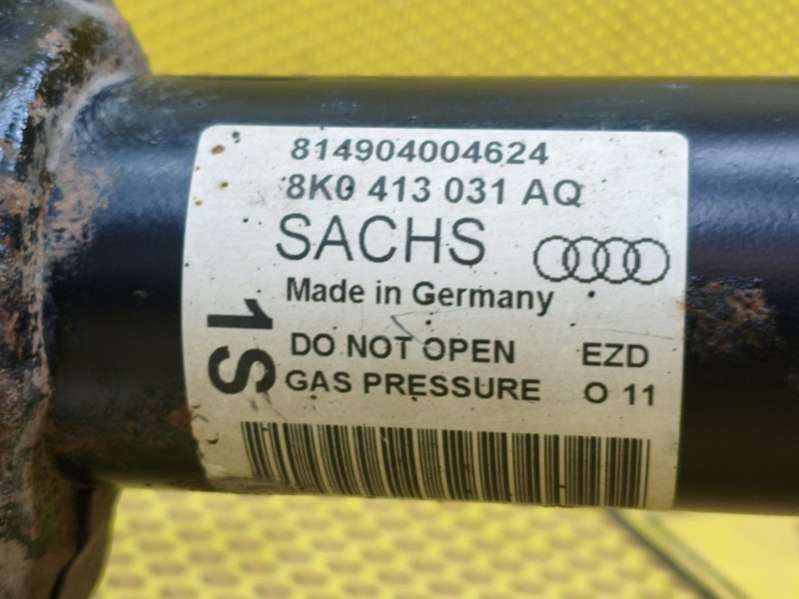 814904004624
8K0 413 031 AQ
SACHS
Made in Germany
1S
DO NOT OPEN EZD
GAS PRESSURE O 11